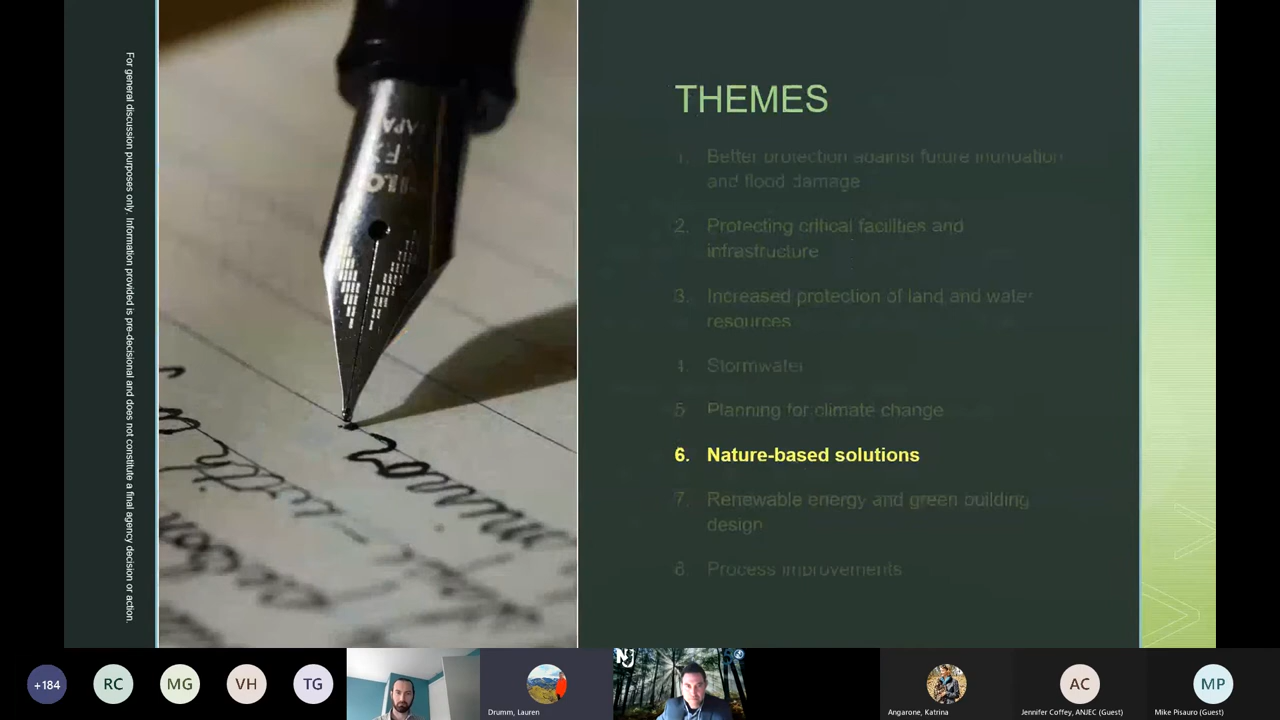 For general discussion purposes only. Information provided is pre-decisional and does not constitute a final agency decision or action.
THEMES
1. Better protection against future inundation
and flood damage
2. Protecting critical facilities and
infrastructure
3. Increased protection of land and water
resources
4. Stormwater
5. Planning for climate change
6. Nature-based solutions
7. Renewable energy and green building
design
8. Process improvements
+184
RC
MG
VH
TG
Drumm, Lauren
NJ
Angarone, Katrina
AC
Jennifer Coffey, ANJEC (Guest)
MP
Mike Pisauro (Guest)